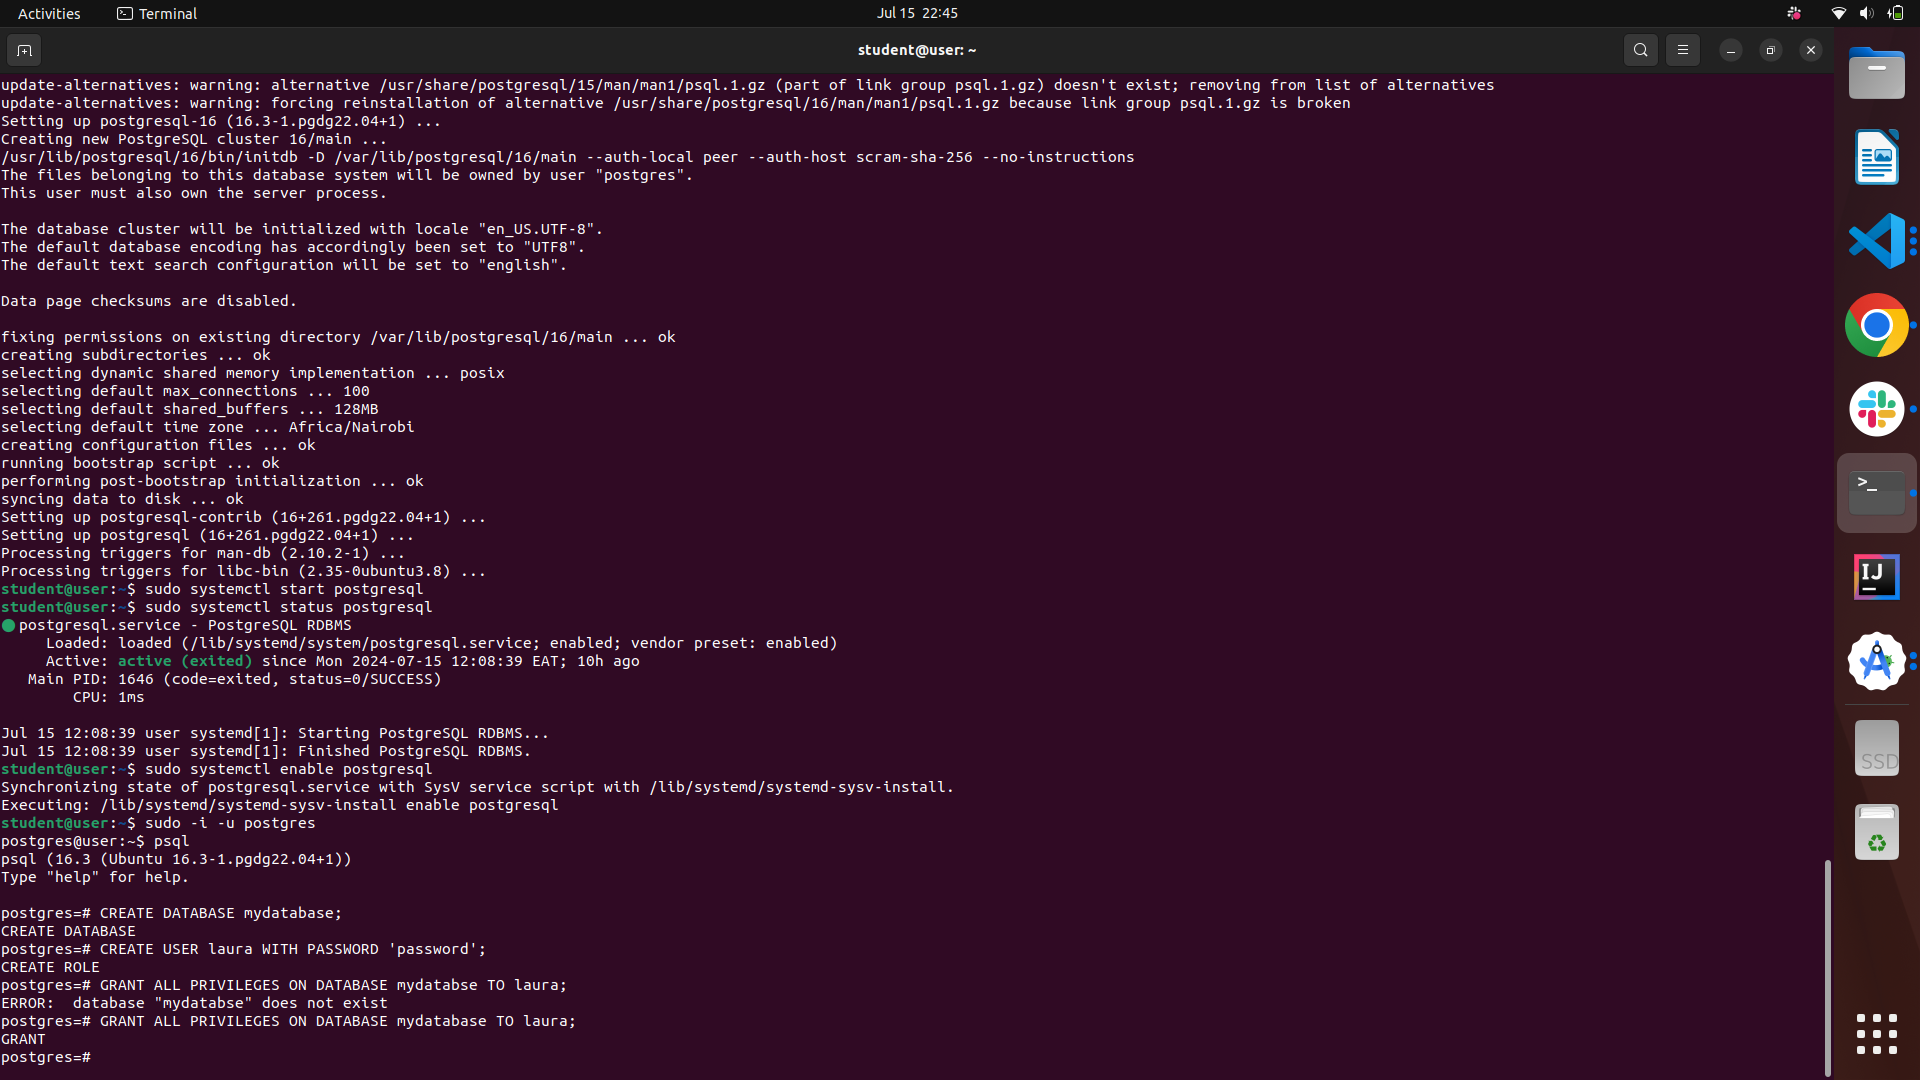 Activities
Terminal
Jul 15 22:45
student@user: ~
update-alternatives: warning: alternative /usr/share/postgresql/15/man/man1/psql.1.gz (part of link group psql.1.gz) doesn't exist; removing from list of alternatives
update-alternatives: warning: forcing reinstallation of alternative /usr/share/postgresql/16/man/man1/psql.1.gz because link group psql.1.gz is broken
Setting up postgresql-16 (16.3-1.pgdg22.04+1) ...
Creating new PostgreSQL cluster 16/main ...
/usr/lib/postgresql/16/bin/initdb -D /var/lib/postgresql/16/main --auth-local peer --auth-host scram-sha-256 --no-instructions
The files belonging to this database system will be owned by user "postgres".
This user must also own the server process.

The database cluster will be initialized with locale "en_US.UTF-8".
The default database encoding has accordingly been set to "UTF8".
The default text search configuration will be set to "english".

Data page checksums are disabled.

fixing permissions on existing directory /var/lib/postgresql/16/main ... ok
creating subdirectories ... ok
selecting dynamic shared memory implementation ... posix
selecting default max_connections ... 100
selecting default shared_buffers ... 128MB
selecting default time zone ... Africa/Nairobi
creating configuration files ... ok
running bootstrap script ... ok
performing post-bootstrap initialization ... ok
syncing data to disk ... ok
Setting up postgresql-contrib (16+261.pgdg22.04+1) ...
Setting up postgresql (16+261.pgdg22.04+1) ...
Processing triggers for man-db (2.10.2-1) ...
Processing triggers for libc-bin (2.35-0ubuntu3.8) ...
student@user:~$ sudo systemctl start postgresql
student@user:~$ sudo systemctl status postgresql
● postgresql.service - PostgreSQL RDBMS
     Loaded: loaded (/lib/systemd/system/postgresql.service; enabled; vendor preset: enabled)
     Active: active (exited) since Mon 2024-07-15 12:08:39 EAT; 10h ago
   Main PID: 1646 (code=exited, status=0/SUCCESS)
        CPU: 1ms

Jul 15 12:08:39 user systemd[1]: Starting PostgreSQL RDBMS...
Jul 15 12:08:39 user systemd[1]: Finished PostgreSQL RDBMS.
student@user:~$ sudo systemctl enable postgresql
Synchronizing state of postgresql.service with SysV service script with /lib/systemd/systemd-sysv-install.
Executing: /lib/systemd/systemd-sysv-install enable postgresql
student@user:~$ sudo -i -u postgres
postgres@user:~$ psql
psql (16.3 (Ubuntu 16.3-1.pgdg22.04+1))
Type "help" for help.

postgres=# CREATE DATABASE mydatabase;
CREATE DATABASE
postgres=# CREATE USER laura WITH PASSWORD 'password';
CREATE ROLE
postgres=# GRANT ALL PRIVILEGES ON DATABASE mydatabse TO laura;
ERROR:  database "mydatabse" does not exist
postgres=# GRANT ALL PRIVILEGES ON DATABASE mydatabase TO laura;
GRANT
postgres=#
>_
IJ
SSD